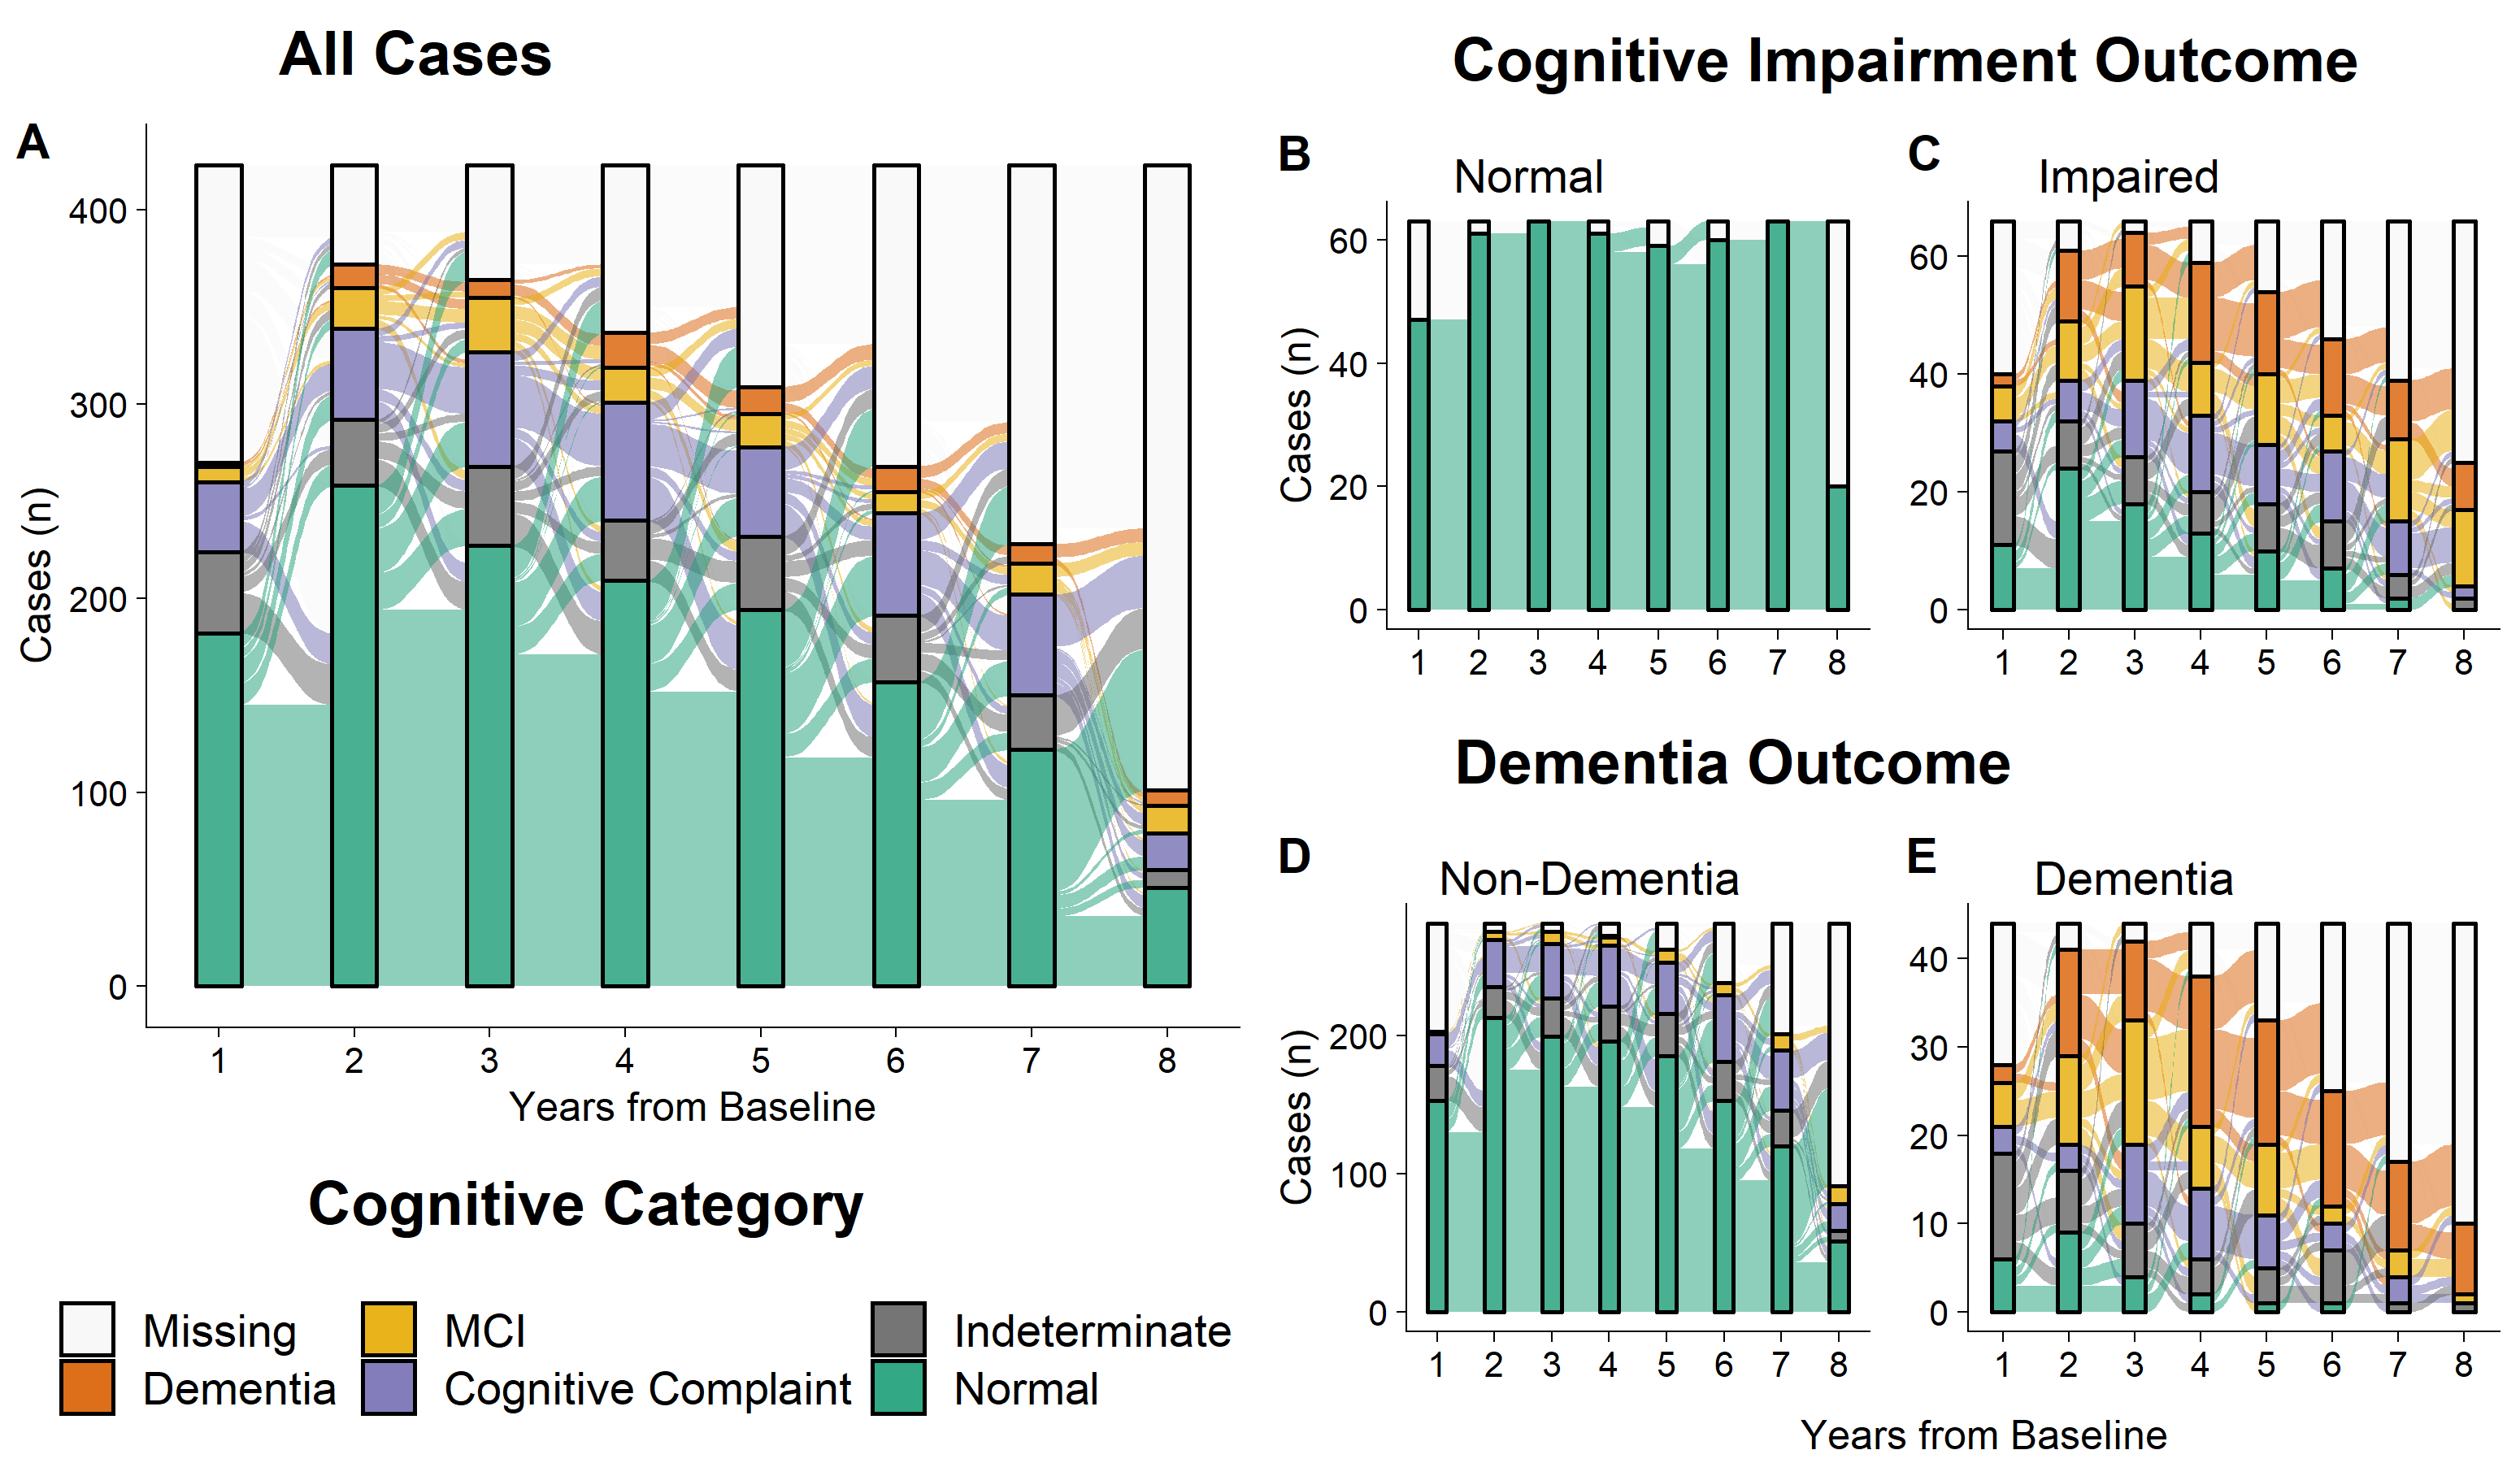 All Cases
A
Cases (n)
400
300
200
100
0
1 2 3 4 5 6 7 8
Years from Baseline
Cognitive Category
Missing
MCI
Indeterminate
Dementia
Cognitive Complaint
Normal
Cognitive Impairment Outcome
B
Normal
Cases (n)
60
40
20
0
1 2 3 4 5 6 7 8
C
Impaired
60
40
20
0
1 2 3 4 5 6 7 8
Dementia Outcome
D
Non-Dementia
Cases (n)
200
100
0
1 2 3 4 5 6 7 8
E
Dementia
40
30
20
10
0
1 2 3 4 5 6 7 8
Years from Baseline